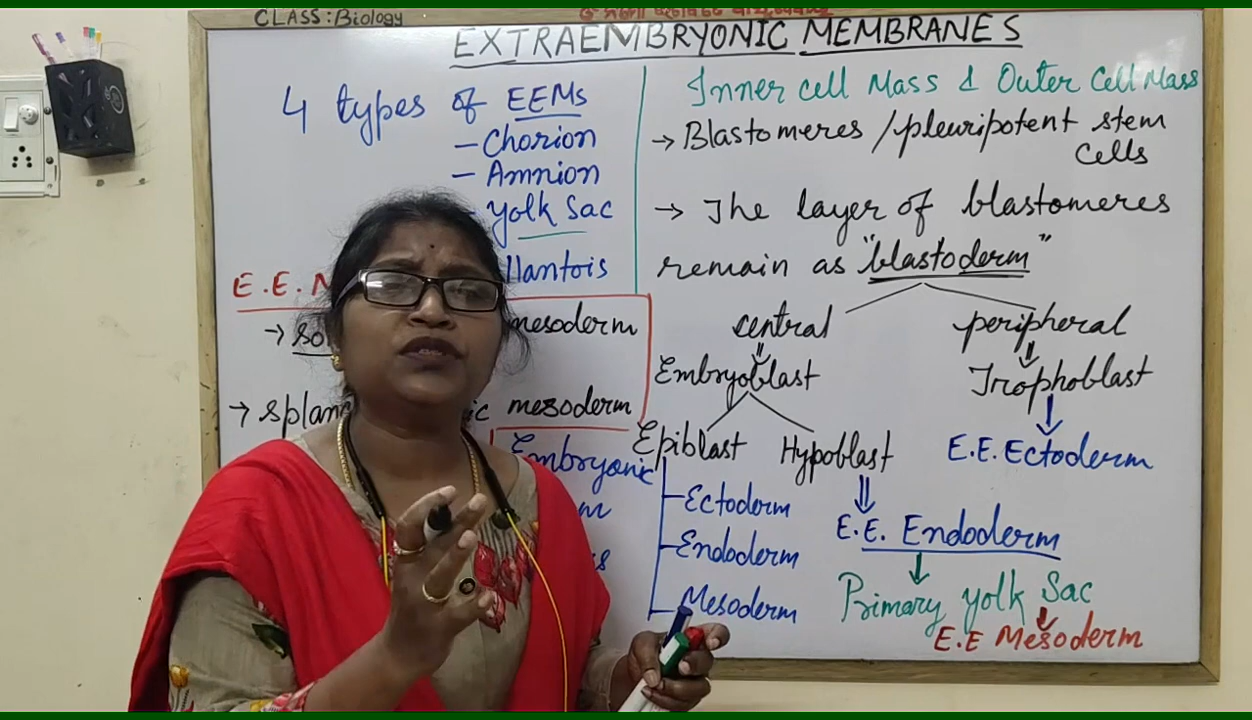 CLASS: Biology
EXTRAEMBRYONIC MEMBRANES
4 types of EEMs
- Chorion
- Amnion
- Yolk Sac
llantois
E.E.
→ so mesoderm
→ splan ic mesoderm
Embryonic
Inner cell Mass & Outer Cell Mass
→ Blastomeres / pleuripotent stem
Cells
→ The layer of blastomeres
remain as "blastoderm"
central peripheral
Embryoblast Trophoblast
Epiblast Hypoblast E.E. Ectoderm
Ectoderm
Endoderm
Mesoderm
E.E. Endoderm
Primary yolk Sac
E.E Mesoderm